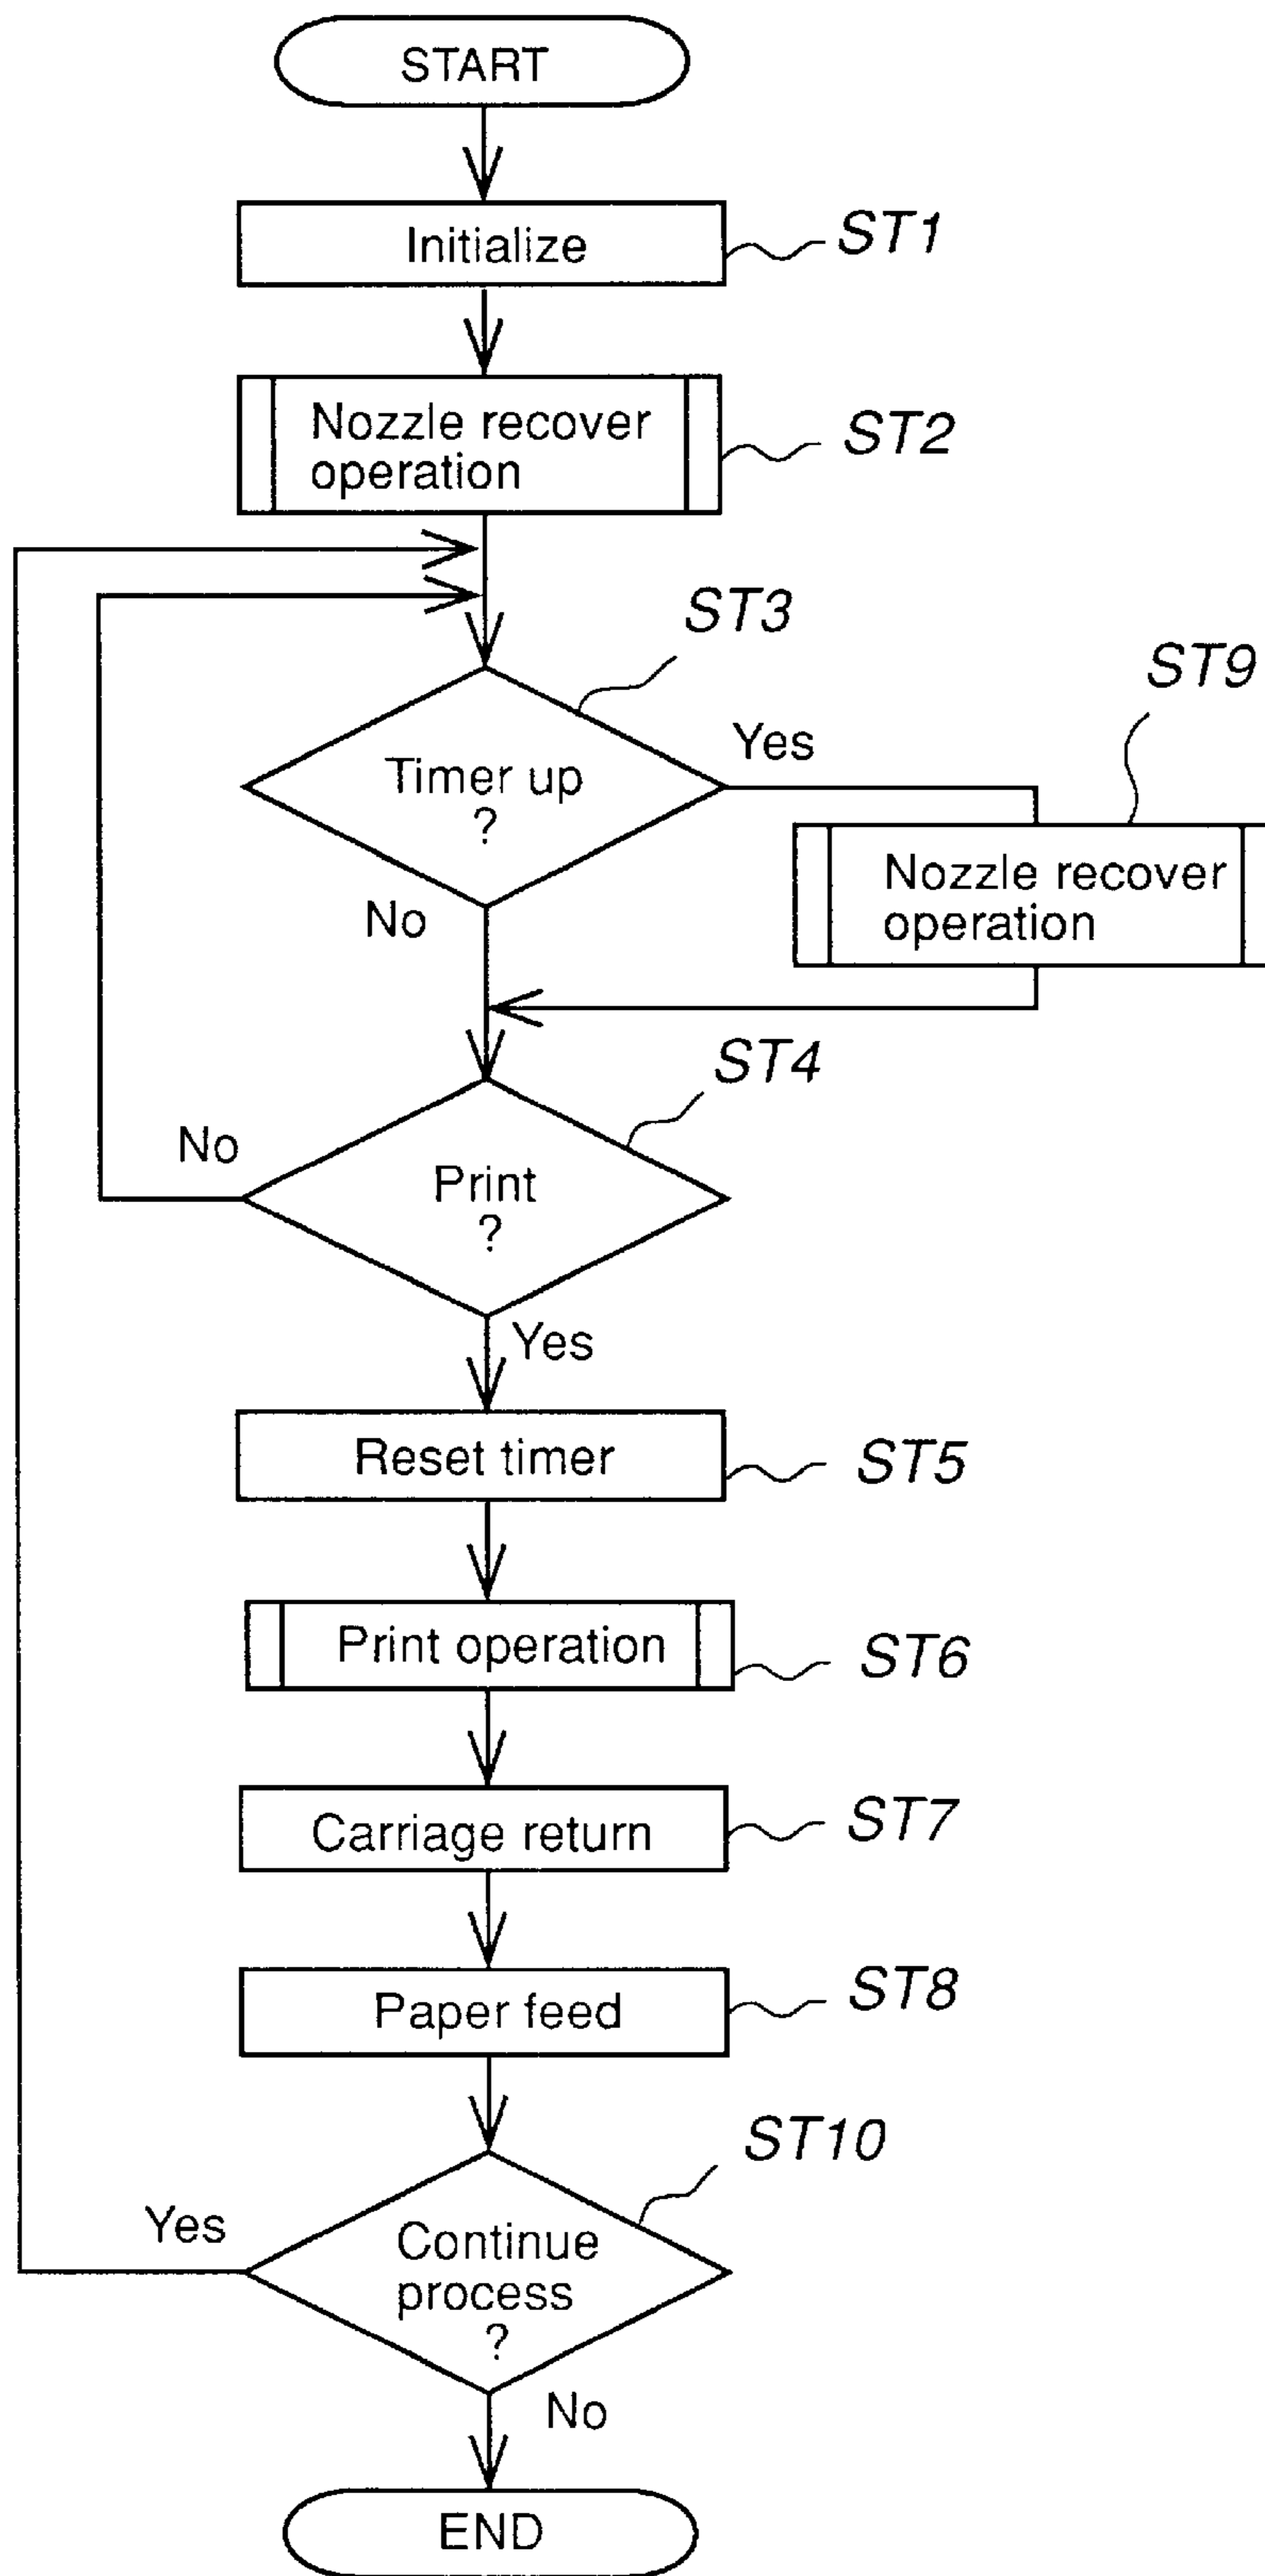 START
Initialize
ST1
Nozzle recover
operation
ST2
ST3
ST9
Timer up
?
Yes
No
Nozzle recover
operation
ST4
No
Print
?
Yes
Reset timer
ST5
Print operation
ST6
Carriage return
ST7
Paper feed
ST8
ST10
Yes
Continue
process
?
No
END